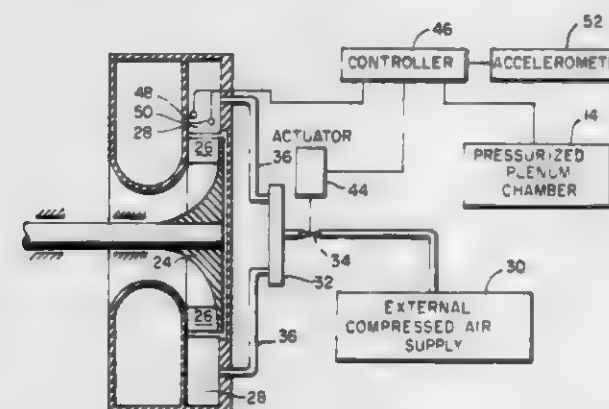 46
52
CONTROLLER
ACCELEROMET
48
50
28
26
ACTUATOR
36
44
14
PRESSURIZED
PLENUM
CHAMBER
34
24
32
30
26
EXTERNAL
COMPRESSED AIR
SUPPLY
36
28